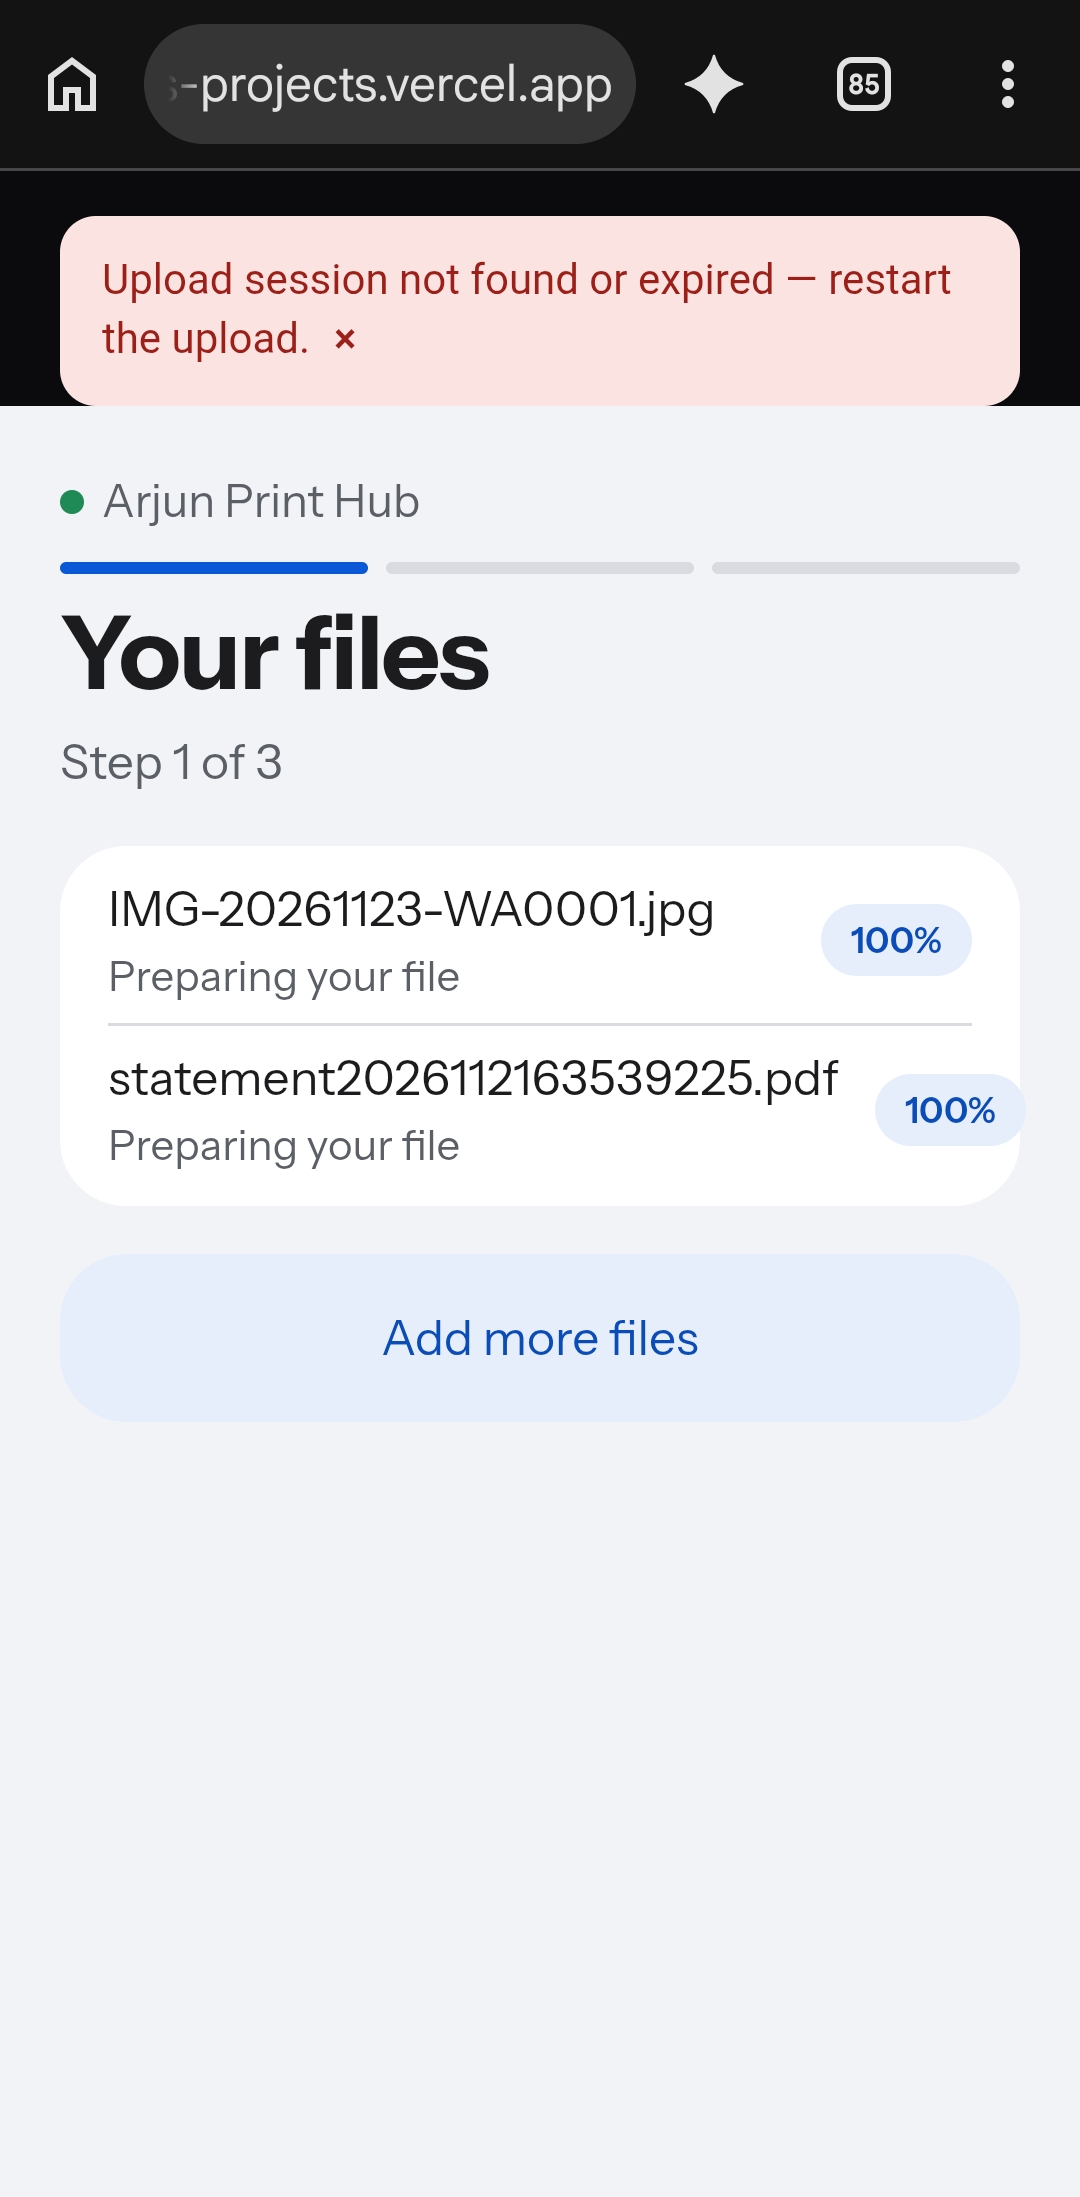 -projects.vercel.app
85
Upload session not found or expired — restart
the upload. ×
Arjun Print Hub
Your files
Step 1 of 3
IMG-20261123-WA0001.jpg
100%
Preparing your file
statement2026112163539225.pdf
100%
Preparing your file
Add more files